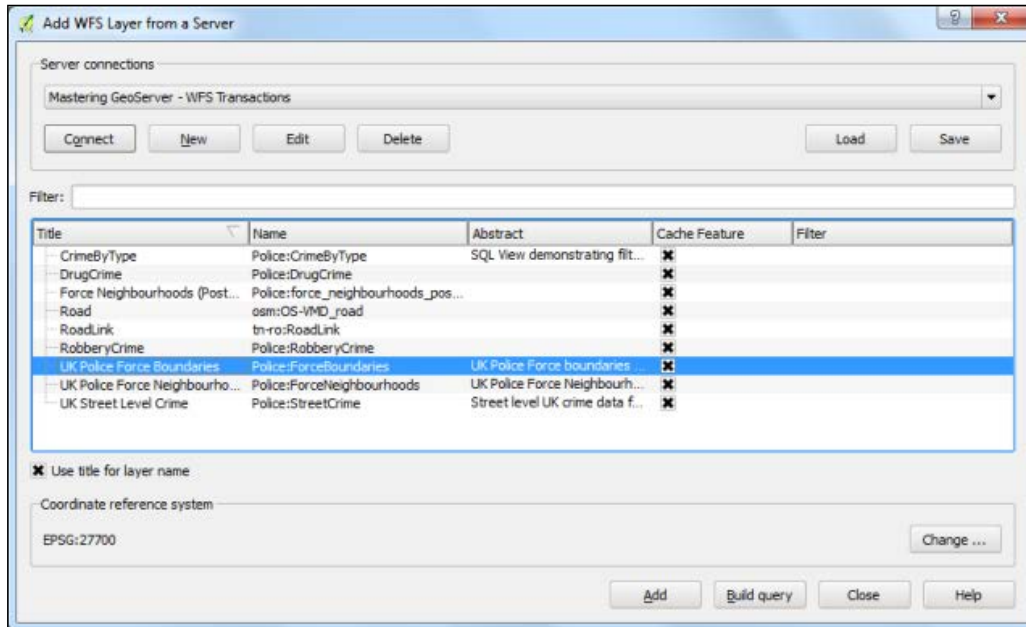 Add WFS Layer from a Server
Server connections
Mastering GeoServer - WFS Transactions
Connect New Edit Delete Load Save
Filter:
Title Name Abstract Cache Feature Filter
CrimeByType Police:CrimeByType SQL View demonstrating filt...
DrugCrime Police:DrugCrime
Force Neighbourhoods (Post... Police:force_neighbourhoods_pos...
Road osm:OS-VMD_road
RoadLink tn-ro:RoadLink
RobberyCrime Police:RobberyCrime
UK Police Force Boundaries Police:ForceBoundaries UK Police Force boundaries ...
UK Police Force Neighbourho... Police:ForceNeighbourhoods UK Police Force Neighbourh...
UK Street Level Crime Police:StreetCrime Street level UK crime data f...
Use title for layer name
Coordinate reference system
EPSG:27700 Change ...
Add Build query Close Help